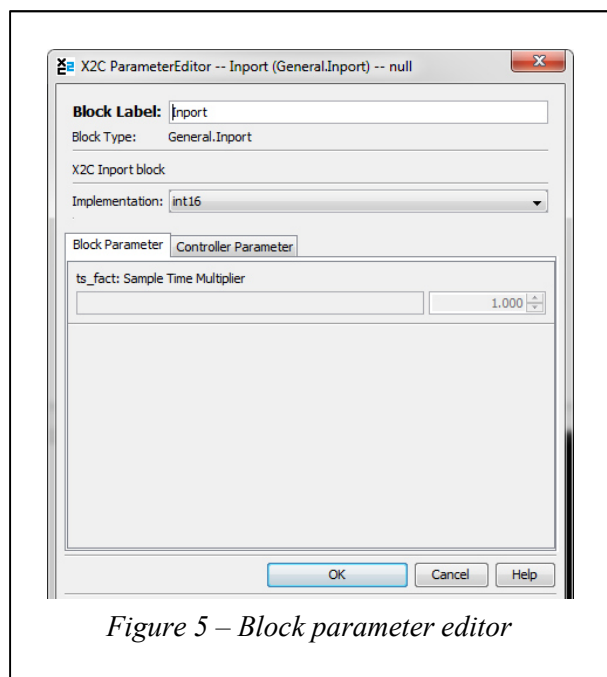 X2C ParameterEditor -- Inport (General.Inport) -- null
Block Label: Inport
Block Type: General.Inport
X2C Inport block
Implementation: int16
Block Parameter Controller Parameter
ts_fact: Sample Time Multiplier
1.000
OK Cancel Help
Figure 5 – Block parameter editor